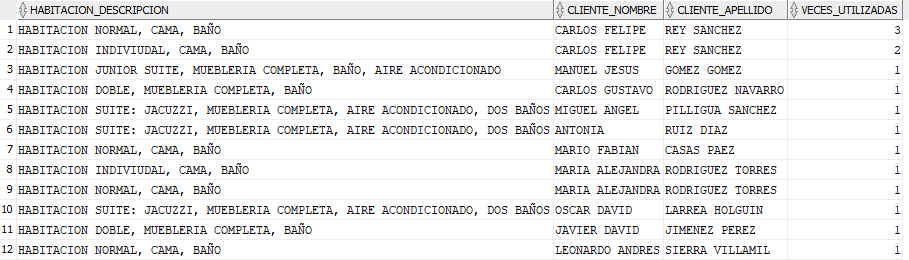 HABITACION_DESCRIPCION CLIENTE_NOMBRE CLIENTE_APELLIDO VECES_UTILIZADAS
1 HABITACION NORMAL, CAMA, BAÑO CARLOS FELIPE REY SANCHEZ 3
2 HABITACION INDIVIUDAL, CAMA, BAÑO CARLOS FELIPE REY SANCHEZ 2
3 HABITACION JUNIOR SUITE, MUEBLERIA COMPLETA, BAÑO, AIRE ACONDICIONADO MANUEL JESUS GOMEZ GOMEZ 1
4 HABITACION DOBLE, MUEBLERIA COMPLETA, BAÑO CARLOS GUSTAVO RODRIGUEZ NAVARRO 1
5 HABITACION SUITE: JACUZZI, MUEBLERIA COMPLETA, AIRE ACONDICIONADO, DOS BAÑOS MIGUEL ANGEL PILLIGUA SANCHEZ 1
6 HABITACION SUITE: JACUZZI, MUEBLERIA COMPLETA, AIRE ACONDICIONADO, DOS BAÑOS ANTONIA RUIZ DIAZ 1
7 HABITACION NORMAL, CAMA, BAÑO MARIO FABIAN CASAS PAEZ 1
8 HABITACION INDIVIUDAL, CAMA, BAÑO MARIA ALEJANDRA RODRIGUEZ TORRES 1
9 HABITACION NORMAL, CAMA, BAÑO MARIA ALEJANDRA RODRIGUEZ TORRES 1
10 HABITACION SUITE: JACUZZI, MUEBLERIA COMPLETA, AIRE ACONDICIONADO, DOS BAÑOS OSCAR DAVID LARREA HOLGUIN 1
11 HABITACION DOBLE, MUEBLERIA COMPLETA, BAÑO JAVIER DAVID JIMENEZ PEREZ 1
12 HABITACION NORMAL, CAMA, BAÑO LEONARDO ANDRES SIERRA VILLAMIL 1